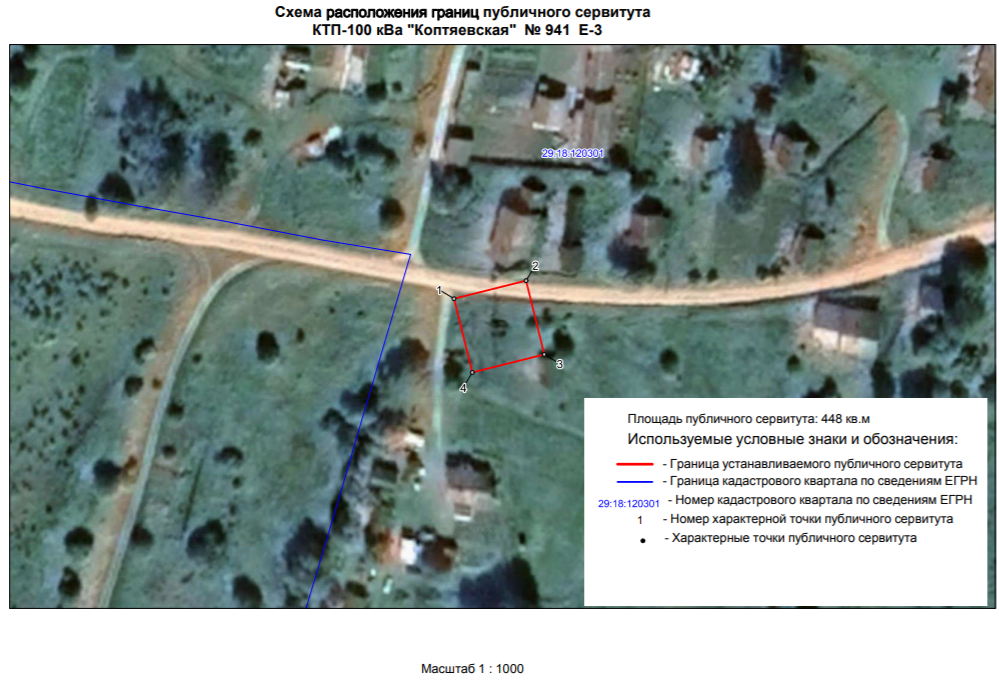 Схема расположения границ публичного сервитута
КТП-100 кВа "Коптяевская" № 941 Е-3
29:18:120301
2
1
3
4
Площадь публичного сервитута: 448 кв.м
Используемые условные знаки и обозначения:
- Граница устанавливаемого публичного сервитута
- Граница кадастрового квартала по сведениям ЕГРН
29:18:120301 - Номер кадастрового квартала по сведениям ЕГРН
1 - Номер характерной точки публичного сервитута
- Характерные точки публичного сервитута
Масштаб 1 : 1000